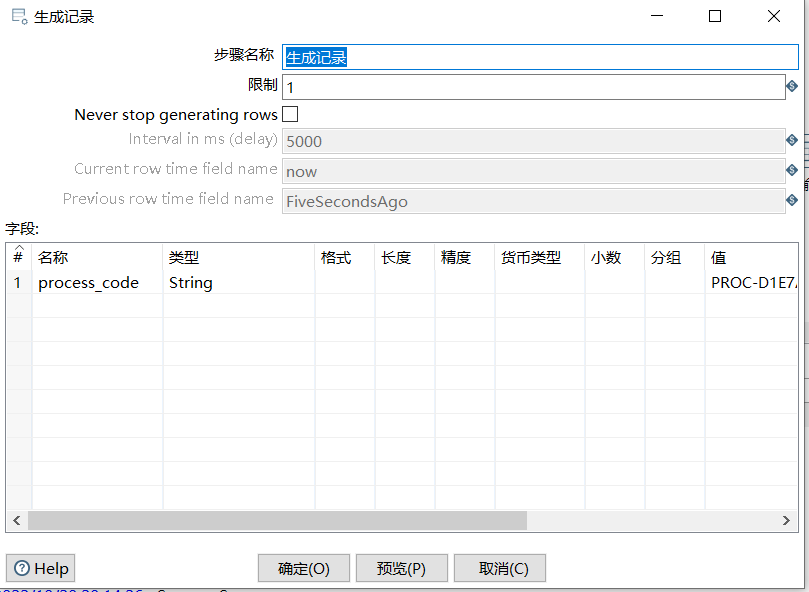 生成记录
步骤名称 生成记录
限制 1
Never stop generating rows
Interval in ms (delay) 5000
Current row time field name now
Previous row time field name FiveSecondsAgo
字段:
# 名称 类型 格式 长度 精度 货币类型 小数 分组 值
1 process_code String PROC-D1E7
Help 确定(O) 预览(P) 取消(C)